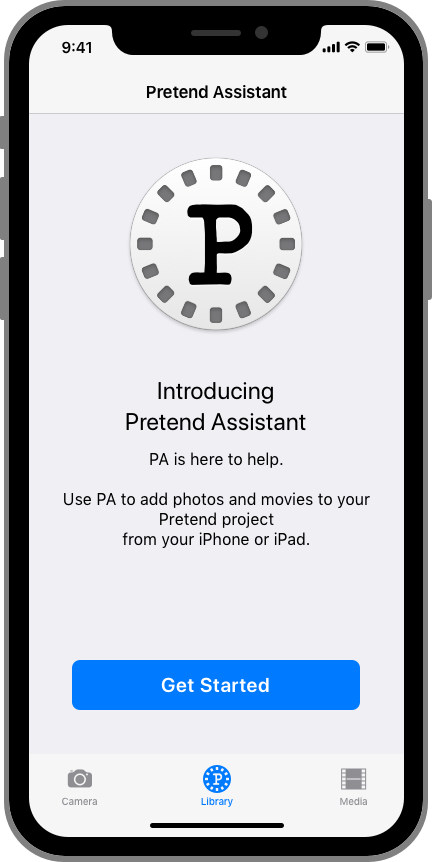 9:41
Pretend Assistant
P
Introducing
Pretend Assistant
PA is here to help.
Use PA to add photos and movies to your
Pretend project
from your iPhone or iPad.
Get Started
P
Camera
Library
Media